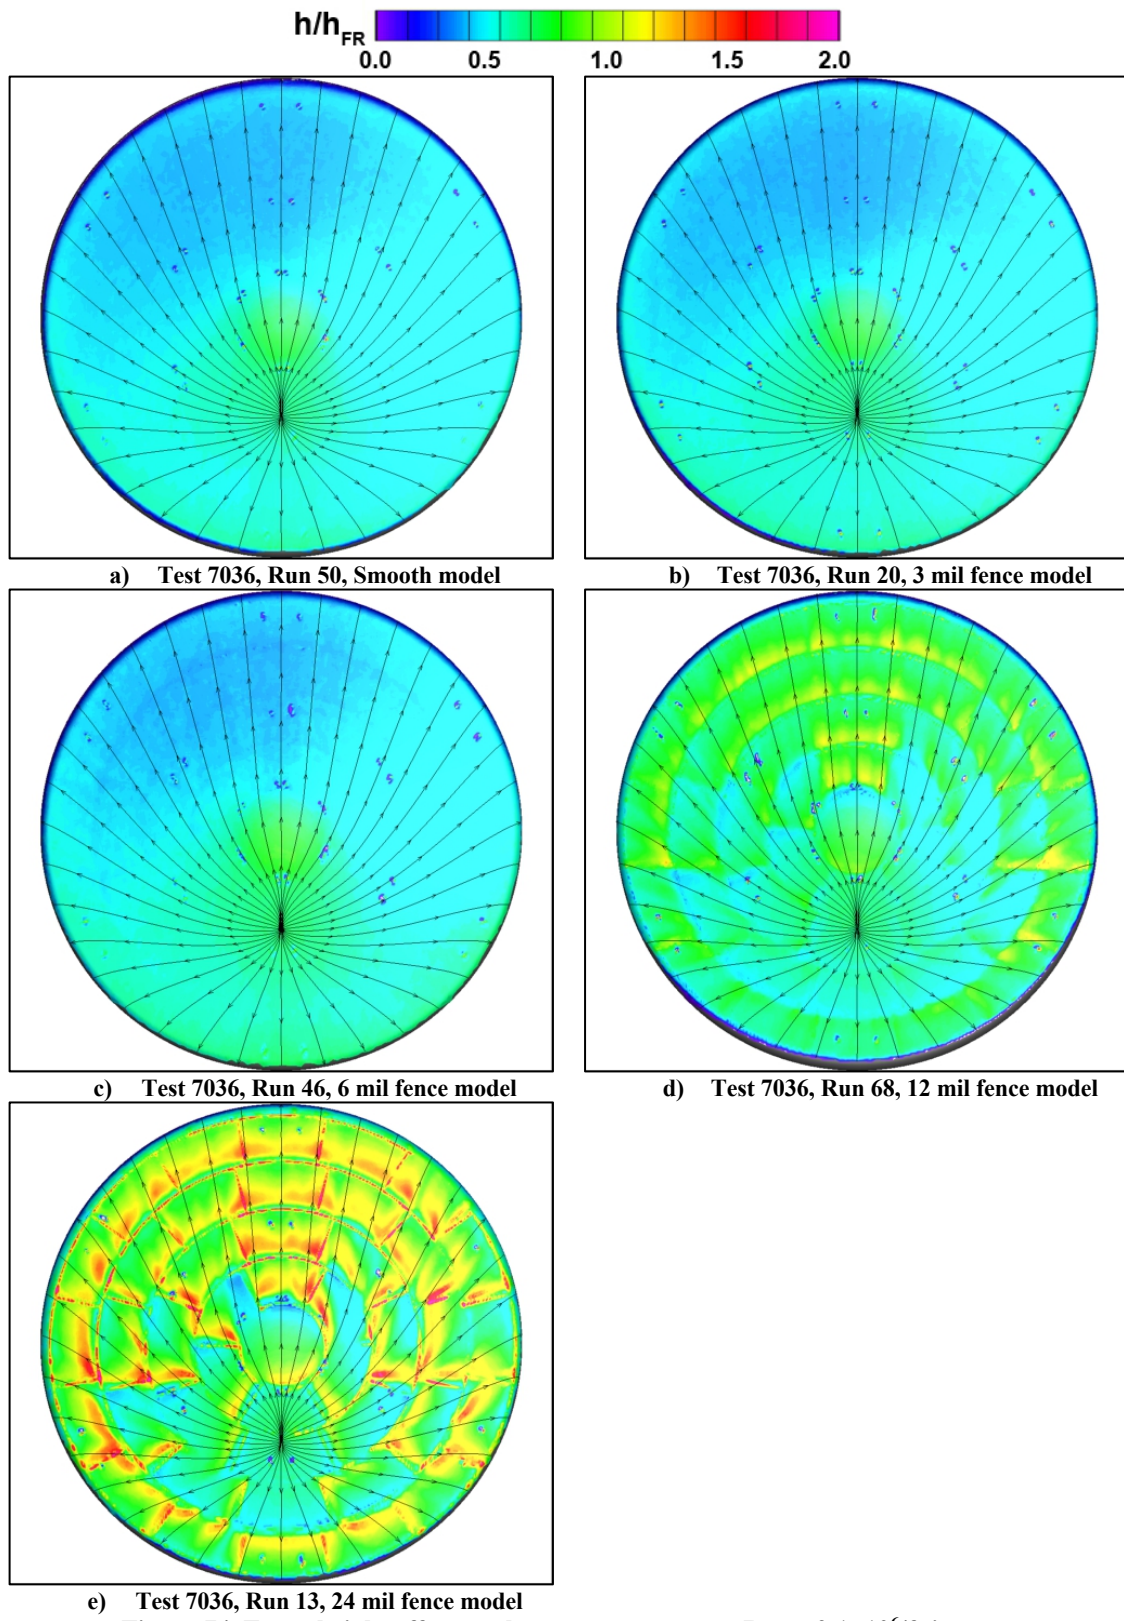 h/hFR
0.0 0.5 1.0 1.5 2.0
a) Test 7036, Run 50, Smooth model
b) Test 7036, Run 20, 3 mil fence model
c) Test 7036, Run 46, 6 mil fence model
d) Test 7036, Run 68, 12 mil fence model
e) Test 7036, Run 13, 24 mil fence model